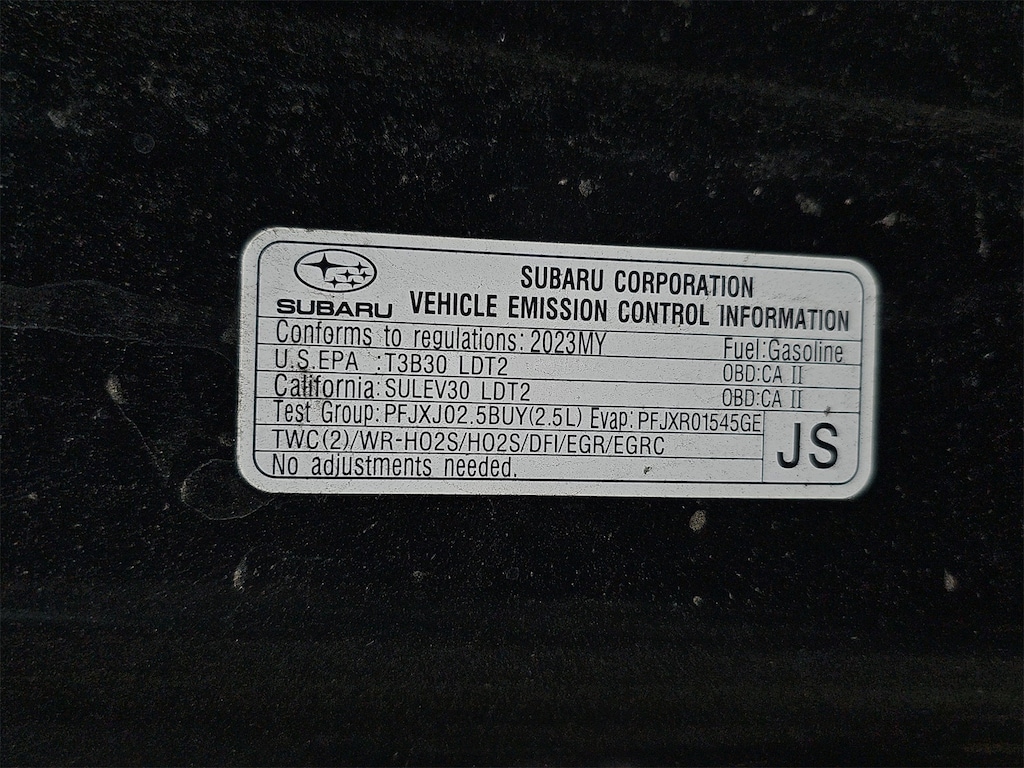 SUBARU
SUBARU CORPORATION
VEHICLE EMISSION CONTROL INFORMATION
Conforms to regulations: 2023MY Fuel:Gasoline
U.S.EPA :T3B30 LDT2 OBD:CA II
California:SULEV30 LDT2 OBD:CA II
Test Group:PFJXJ02.5BUY(2.5L) Evap:PFJXR01545GE
TWC(2)/WR-HO2S/HO2S/DFI/EGR/EGRC
JS
No adjustments needed.